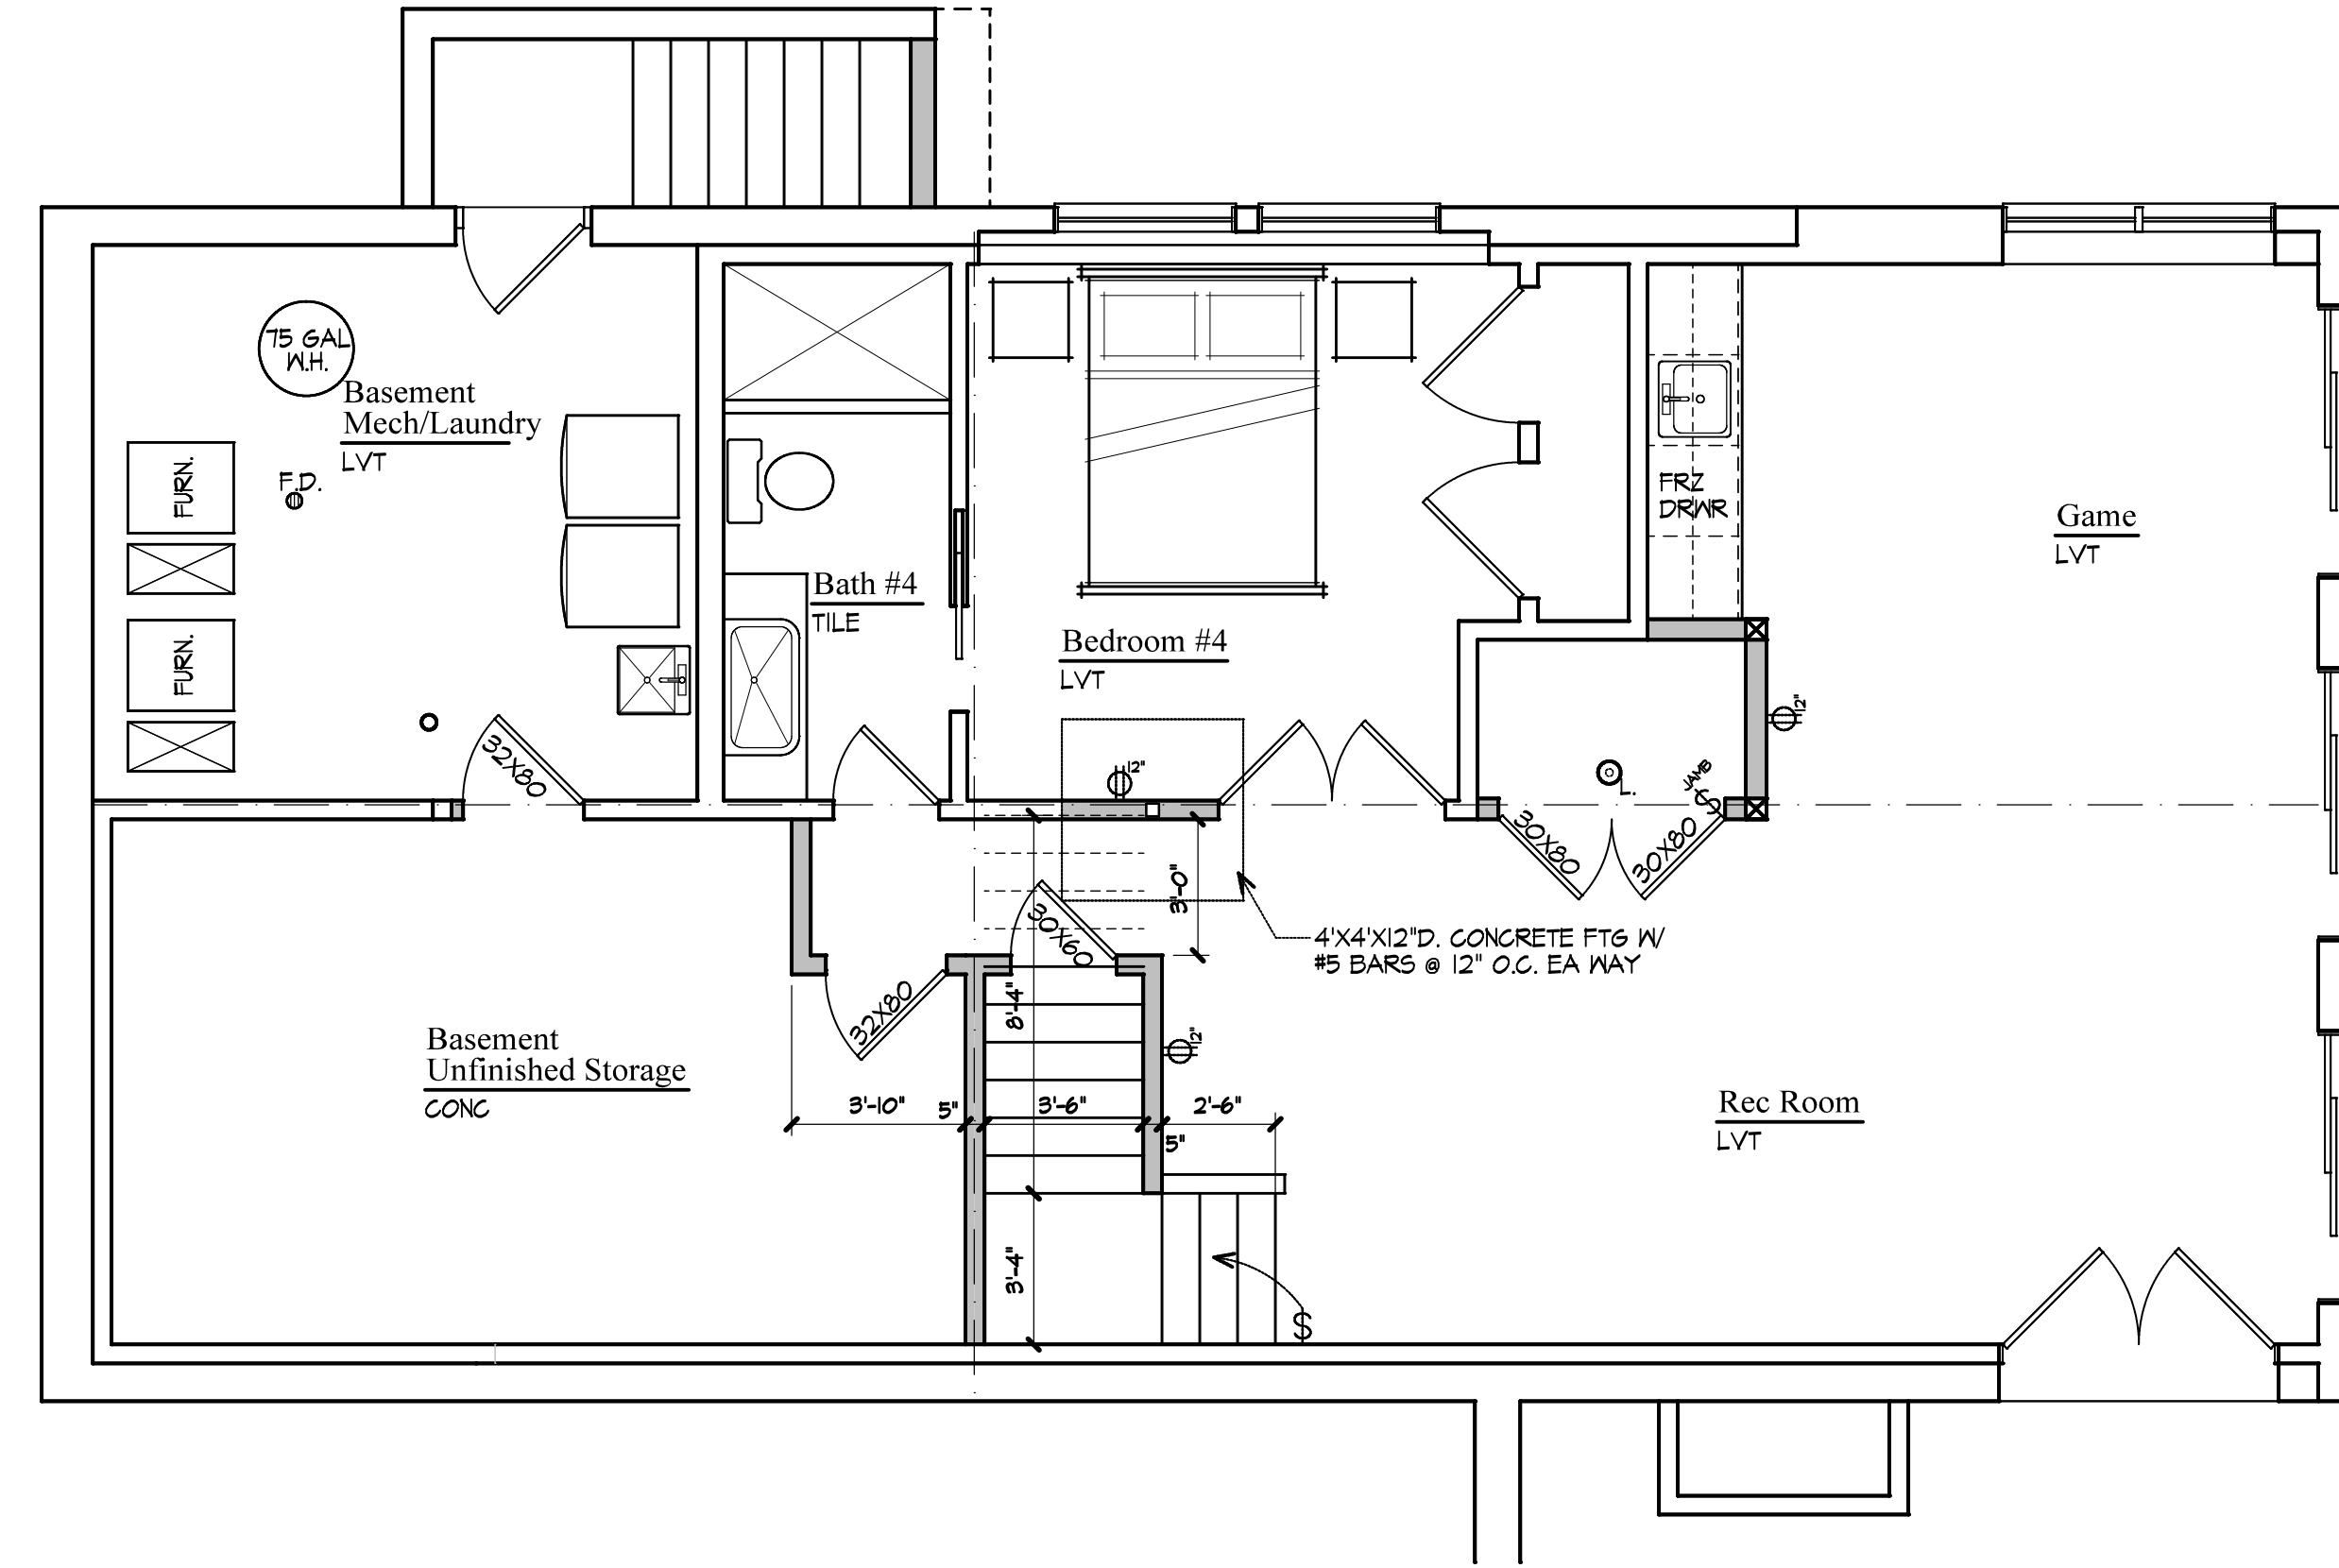 75 GAL
W.H.
Basement
Mech/Laundry
LVT
FURN.
F.D.
FURN.
32X80
Bath #4
TILE
Bedroom #4
LVT
FRZ
DRWR
Game
LVT
12"
12"
L.
JAMB
S
30X80
30X80
3'-0"
30X60
4'X4'X12"D. CONCRETE FTG W/
#5 BARS @ 12" O.C. EA WAY
32X80
8'-4"
12"
Basement
Unfinished Storage
CONC
3'-10"
5"
3'-6"
2'-6"
5"
Rec Room
LVT
3'-4"
$